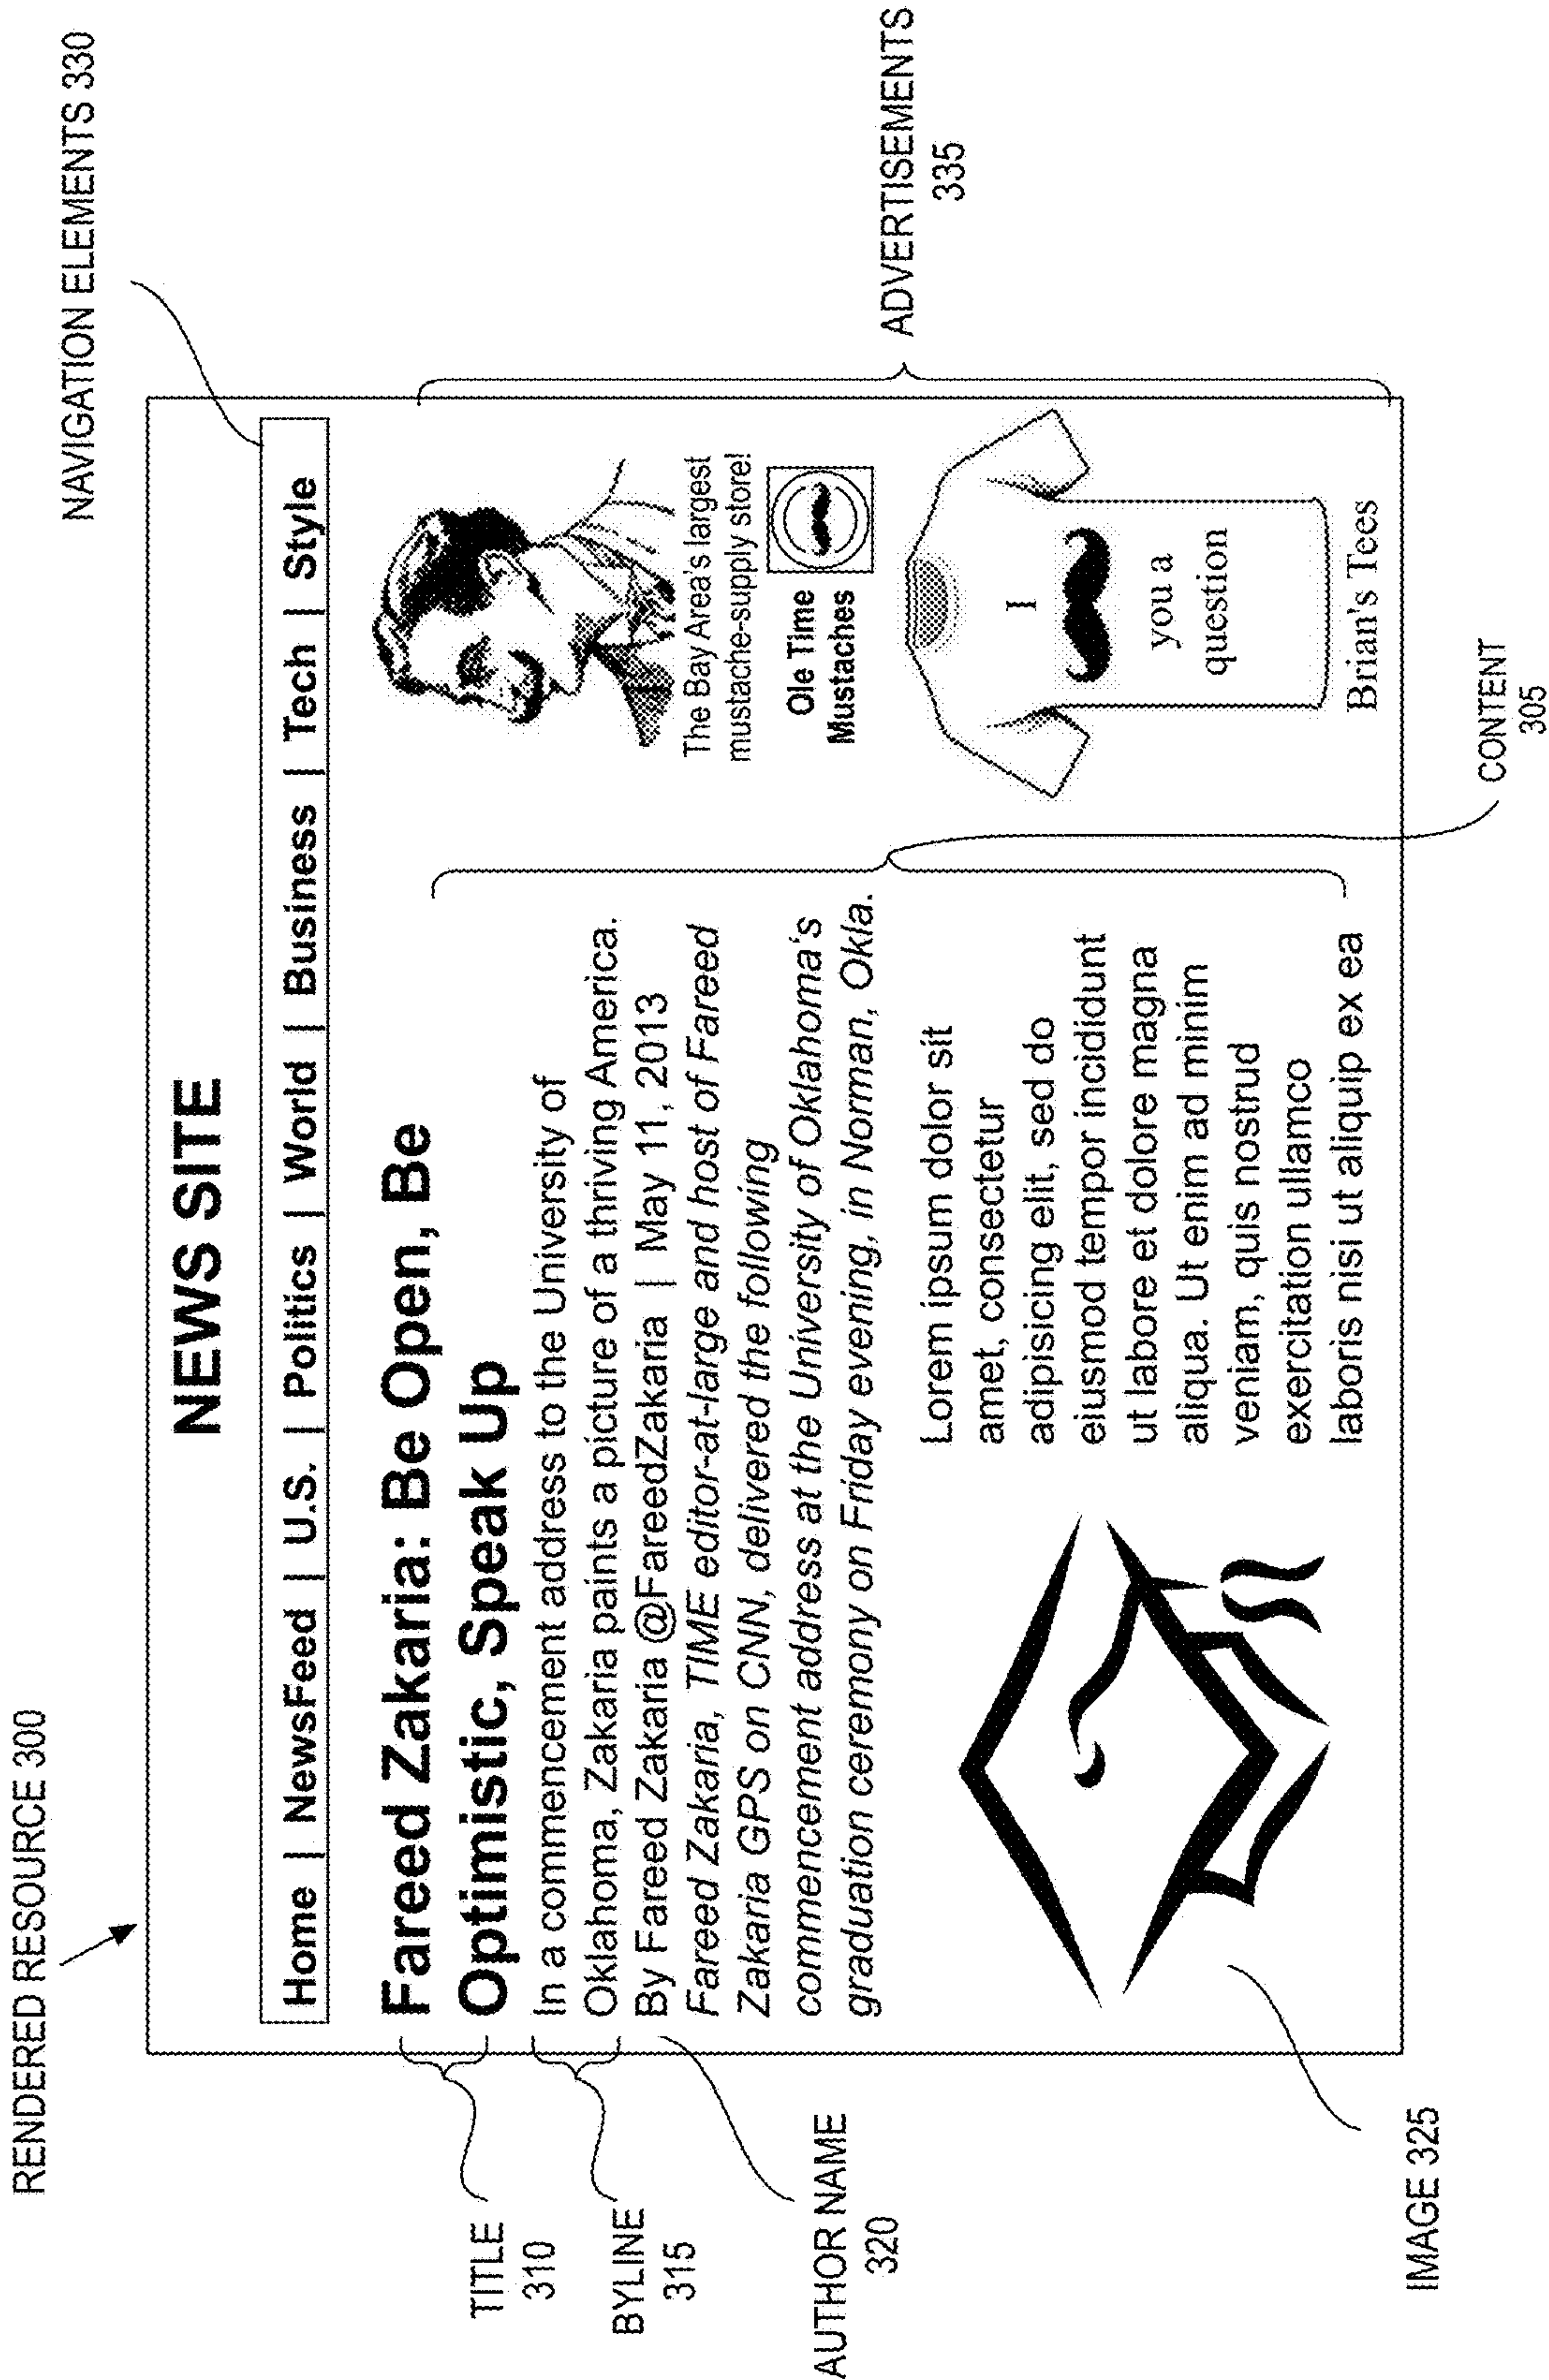 RENDERED RESOURCE 300
NAVIGATION ELEMENTS 330
NEWS SITE
Home | NewsFeed | U.S. | Politics | World | Business | Tech | Style
TITLE
310
Fareed Zakaria: Be Open, Be
Optimistic, Speak Up
BYLINE
315
In a commencement address to the University of
Oklahoma, Zakaria paints a picture of a thriving America.
AUTHOR NAME
320
By Fareed Zakaria @FareedZakaria | May 11, 2013
Fareed Zakaria, TIME editor-at-large and host of Fareed
Zakaria GPS on CNN, delivered the following
commencement address at the University of Oklahoma's
graduation ceremony on Friday evening, in Norman, Okla.
IMAGE 325
Lorem ipsum dolor sit
amet, consectetur
adipisicing elit, sed do
eiusmod tempor incididunt
ut labore et dolore magna
aliqua. Ut enim ad minim
veniam, quis nostrud
exercitation ullamco
laboris nisi ut aliquip ex ea
CONTENT
305
The Bay Area's largest
mustache-supply store!
Ole Time
Mustaches
I
you a
question
Brian's Tees
ADVERTISEMENTS
335